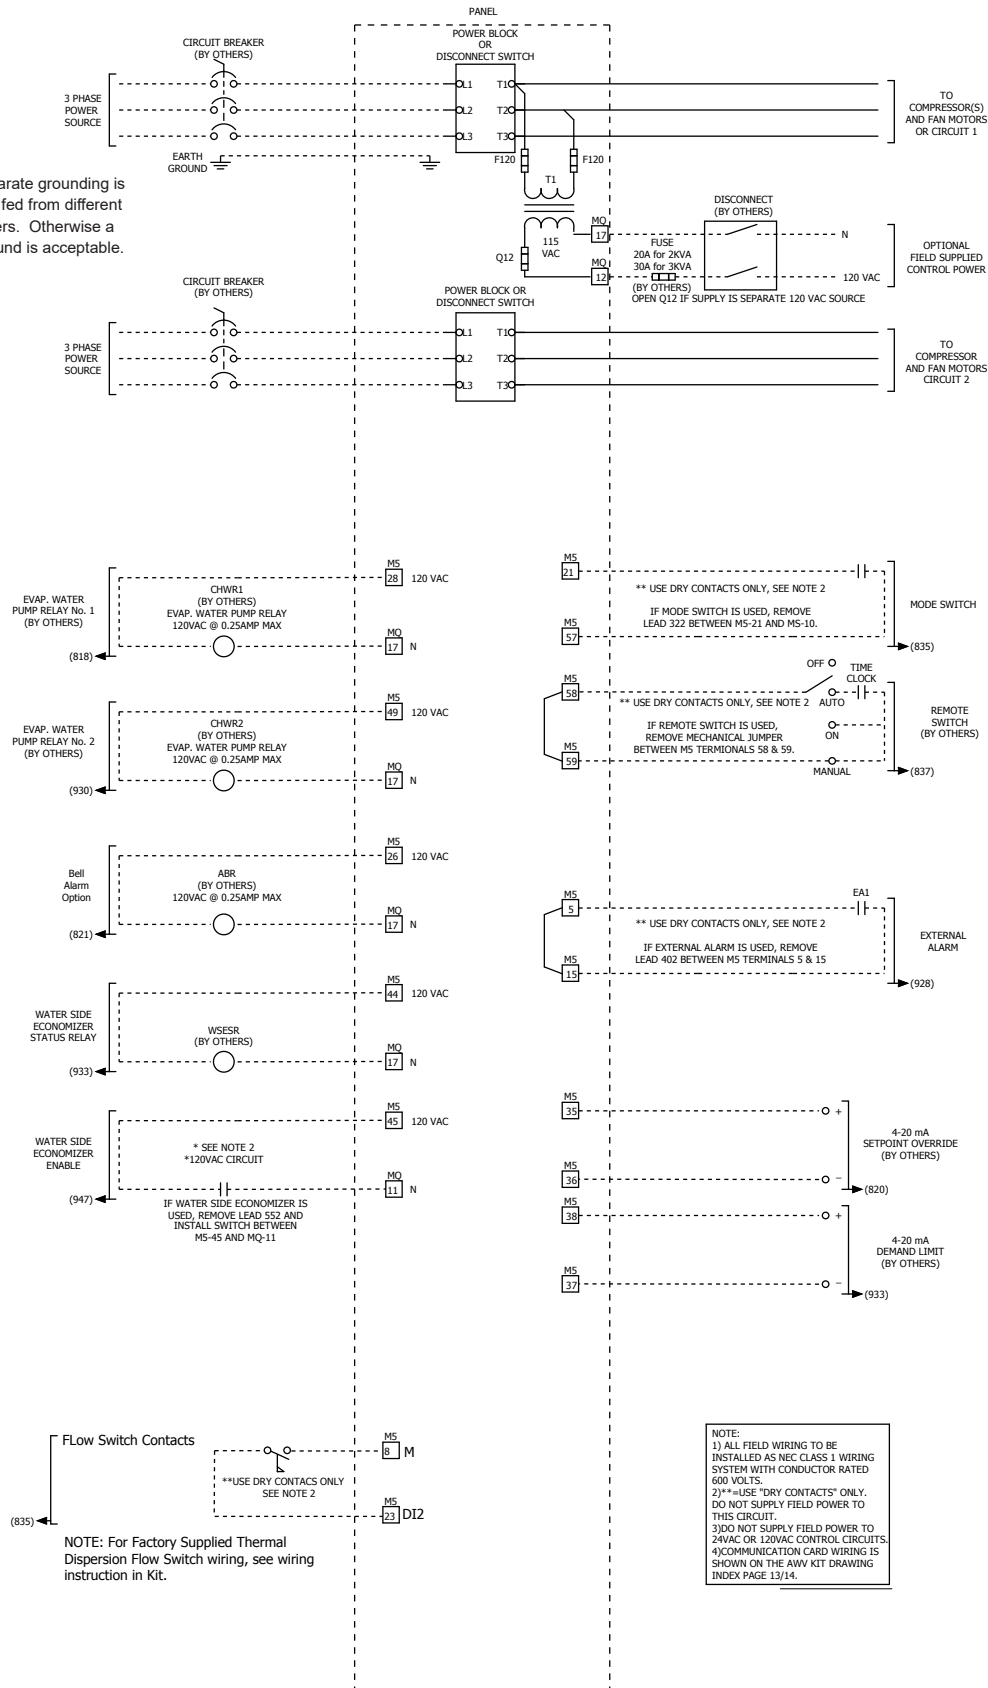 PANEL
CIRCUIT BREAKER
(BY OTHERS)
POWER BLOCK
OR
DISCONNECT SWITCH
3 PHASE
POWER
SOURCE
L1
T1
L2
T2
L3
T3
TO
COMPRESSOR(S)
AND FAN MOTORS
OR CIRCUIT 1
EARTH
GROUND
F120
F120
T1
arate grounding is
fed from different
ers. Otherwise a
und is acceptable.
115
VAC
Q12
MQ
17
MQ
12
FUSE
20A for 2KVA
30A for 3KVA
(BY OTHERS)
DISCONNECT
(BY OTHERS)
N
120 VAC
OPTIONAL
FIELD SUPPLIED
CONTROL POWER
OPEN Q12 IF SUPPLY IS SEPARATE 120 VAC SOURCE
CIRCUIT BREAKER
(BY OTHERS)
POWER BLOCK OR
DISCONNECT SWITCH
3 PHASE
POWER
SOURCE
L1
T1
L2
T2
L3
T3
TO
COMPRESSOR
AND FAN MOTORS
CIRCUIT 2
EVAP. WATER
PUMP RELAY No. 1
(BY OTHERS)
(818)
CHWR1
(BY OTHERS)
EVAP. WATER PUMP RELAY
120VAC @ 0.25AMP MAX
M5
28 120 VAC
MQ
17 N
M5
21
** USE DRY CONTACTS ONLY, SEE NOTE 2
IF MODE SWITCH IS USED, REMOVE
LEAD 322 BETWEEN M5-21 AND MS-10.
M5
57
MODE SWITCH
(835)
EVAP. WATER
PUMP RELAY No. 2
(BY OTHERS)
(930)
CHWR2
(BY OTHERS)
EVAP. WATER PUMP RELAY
120VAC @ 0.25AMP MAX
M5
49 120 VAC
MQ
17 N
M5
58
OFF
TIME
CLOCK
** USE DRY CONTACTS ONLY, SEE NOTE 2
AUTO
IF REMOTE SWITCH IS USED,
REMOVE MECHANICAL JUMPER
BETWEEN M5 TERMIONALS 58 & 59.
ON
M5
59
MANUAL
REMOTE
SWITCH
(BY OTHERS)
(837)
Bell
Alarm
Option
(821)
ABR
(BY OTHERS)
120VAC @ 0.25AMP MAX
M5
26 120 VAC
MQ
17 N
M5
5
EA1
** USE DRY CONTACTS ONLY, SEE NOTE 2
IF EXTERNAL ALARM IS USED, REMOVE
LEAD 402 BETWEEN M5 TERMINALS 5 & 15
M5
15
EXTERNAL
ALARM
(928)
WATER SIDE
ECONOMIZER
STATUS RELAY
(933)
WSESR
(BY OTHERS)
M5
44 120 VAC
MQ
17 N
WATER SIDE
ECONOMIZER
ENABLE
(947)
* SEE NOTE 2
*120VAC CIRCUIT
IF WATER SIDE ECONOMIZER IS
USED, REMOVE LEAD 552 AND
INSTALL SWITCH BETWEEN
M5-45 AND MQ-11
M5
45 120 VAC
MQ
11 N
M5
35
+
M5
36
−
4-20 mA
SETPOINT OVERRIDE
(BY OTHERS)
(820)
M5
38
+
M5
37
−
4-20 mA
DEMAND LIMIT
(BY OTHERS)
(933)
FLow Switch Contacts
(835)
**USE DRY CONTACS ONLY
SEE NOTE 2
M5
8 M
M5
23 DI2
NOTE: For Factory Supplied Thermal
Dispersion Flow Switch wiring, see wiring
instruction in Kit.
NOTE:
1) ALL FIELD WIRING TO BE
INSTALLED AS NEC CLASS 1 WIRING
SYSTEM WITH CONDUCTOR RATED
600 VOLTS.
2)**=USE "DRY CONTACTS" ONLY.
DO NOT SUPPLY FIELD POWER TO
THIS CIRCUIT.
3)DO NOT SUPPLY FIELD POWER TO
24VAC OR 120VAC CONTROL CIRCUITS.
4)COMMUNICATION CARD WIRING IS
SHOWN ON THE AWV KIT DRAWING
INDEX PAGE 13/14.